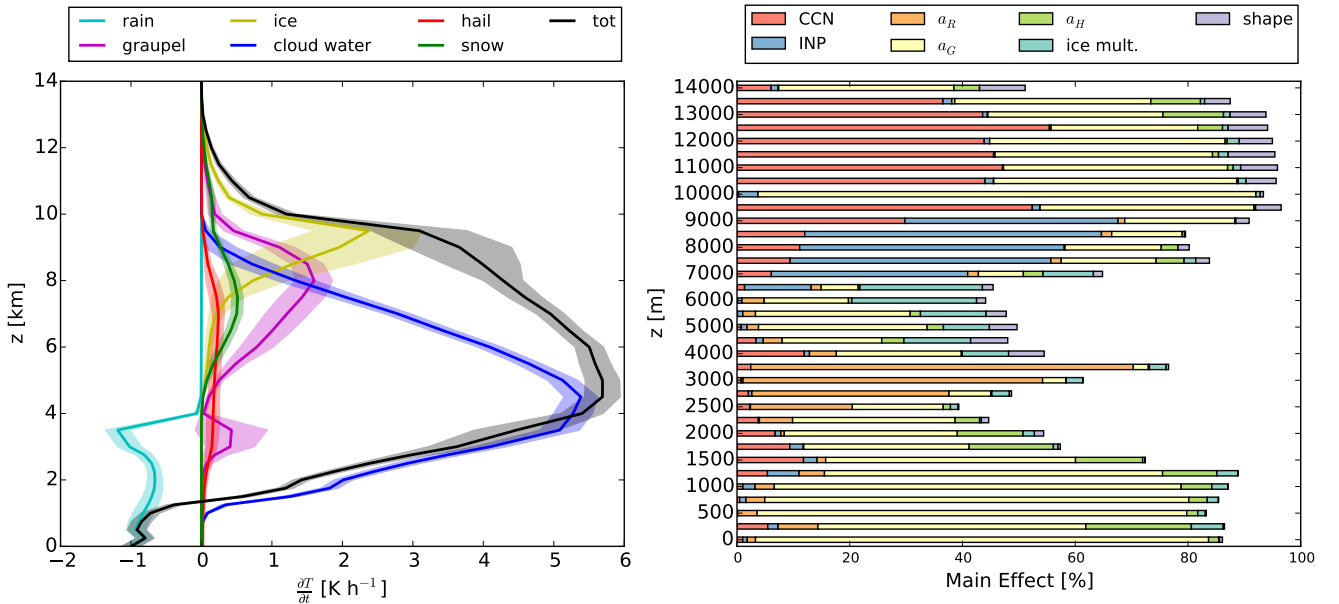 rain
ice
hail
tot
graupel
cloud water
snow
14
12
10
8
6
4
2
0
z [km]
−2
−1
0
1
2
3
4
5
6
∂T/∂t [K h⁻¹]
CCN
a_R
a_H
shape
INP
a_G
ice mult.
14000
13000
12000
11000
10000
9000
8000
7000
6000
5000
4000
3000
2500
2000
1500
1000
500
0
z [m]
0
20
40
60
80
100
Main Effect [%]